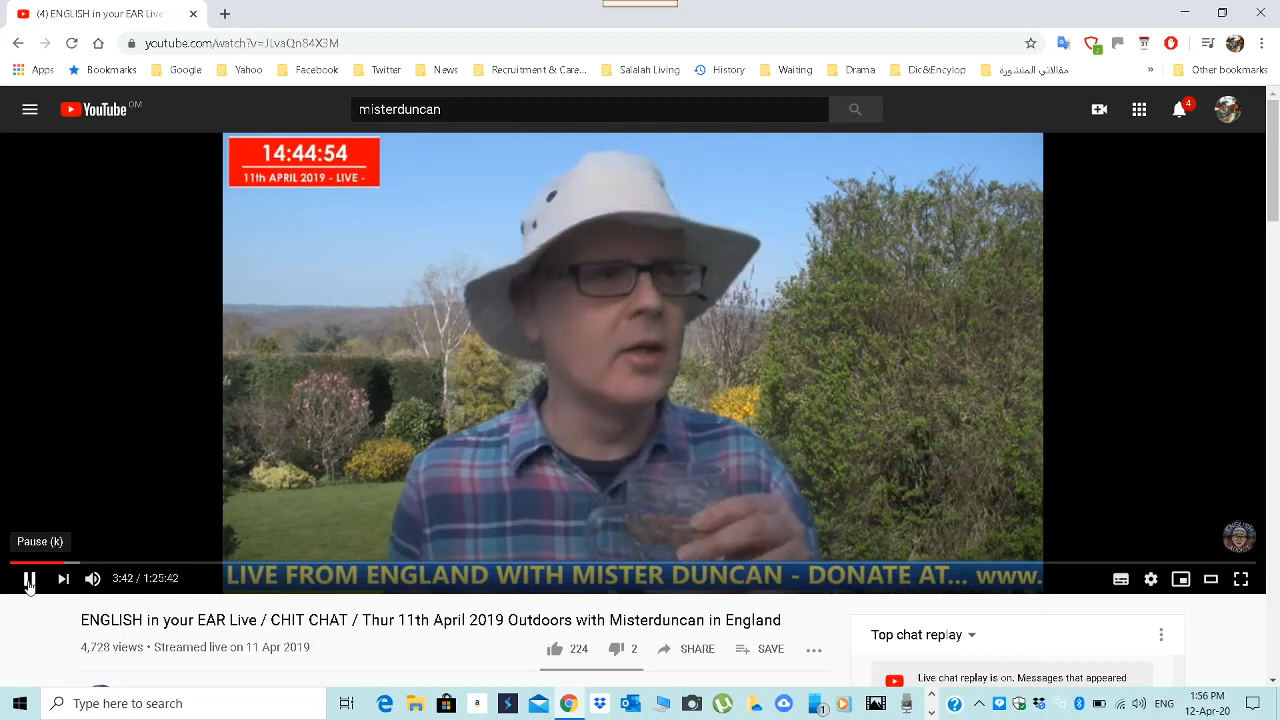 (4) ENGLISH in your EAR Live
youtube.com/watch?v=JLvaQn84X3M
2
31
Apps
Bookmarks
Google
Yahoo
Facebook
Twitter
News
Recruitment & Care...
Salalah Living
History
Waiting
Drama
Dic&Encylop
مقالاتي المنشورة
»
Other bookmarks
YouTube OM
misterduncan
4
14:44:54
11th APRIL 2019 - LIVE -
Pause (k)
3:42 / 1:25:42
LIVE FROM ENGLAND WITH MISTER DUNCAN - DONATE AT... www.
ENGLISH in your EAR Live / CHIT CHAT / Thur 11th April 2019 Outdoors with Misterduncan in England
4,728 views • Streamed live on 11 Apr 2019
224
2
SHARE
SAVE
Top chat replay
Live chat replay is on. Messages that appeared
Type here to search
a
1
ENG
1:56 PM
12-Apr-20